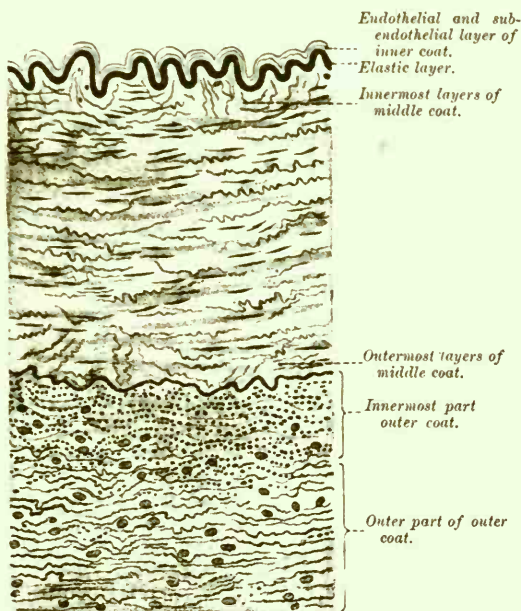 Endothelial and sub-
endothelial layer of
inner coat.
Elastic layer.
Innermost layers of
middle coat.
Outermost layers of
middle coat.
Innermost part
outer coat.
Outer part of outer
coat.